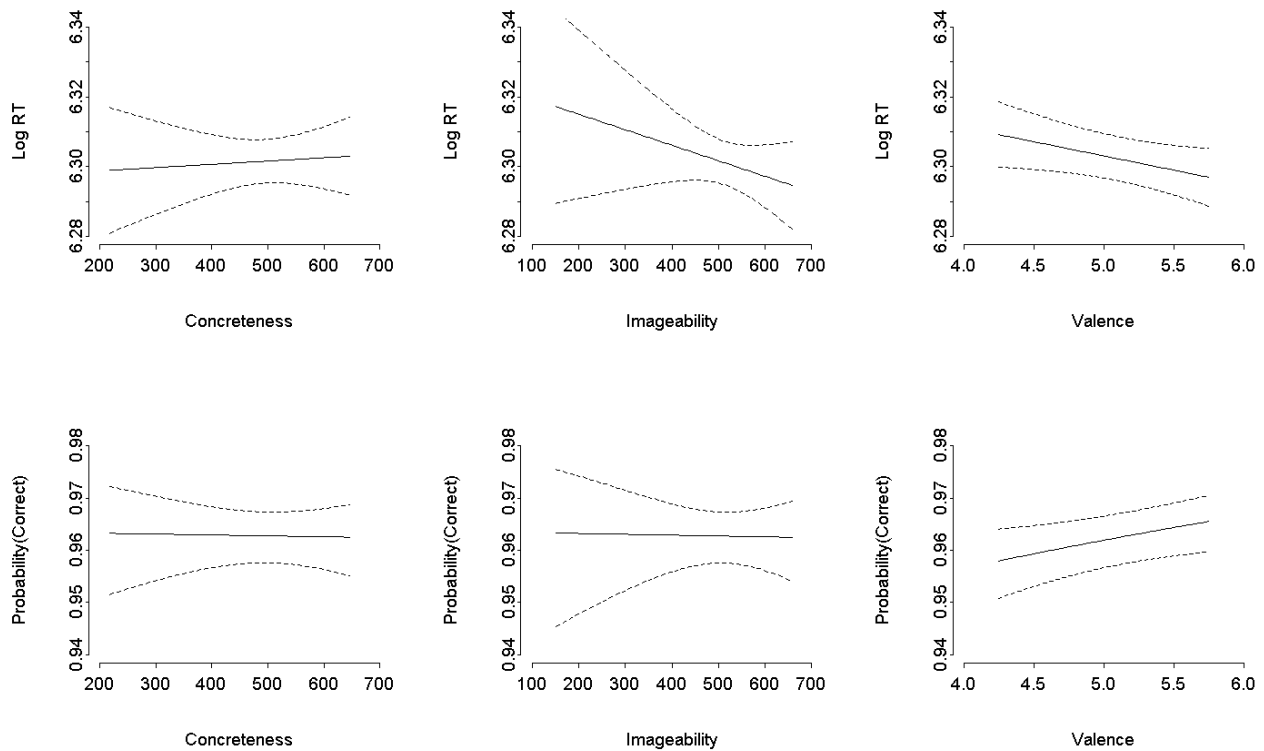 Log RT
6.28 6.30 6.32 6.34
200 300 400 500 600 700
Concreteness
Log RT
6.28 6.30 6.32 6.34
100 200 300 400 500 600 700
Imageability
Log RT
6.28 6.30 6.32 6.34
4.0 4.5 5.0 5.5 6.0
Valence
Probability(Correct)
0.94 0.95 0.96 0.97 0.98
200 300 400 500 600 700
Concreteness
Probability(Correct)
0.94 0.95 0.96 0.97 0.98
100 200 300 400 500 600 700
Imageability
Probability(Correct)
0.94 0.95 0.96 0.97 0.98
4.0 4.5 5.0 5.5 6.0
Valence